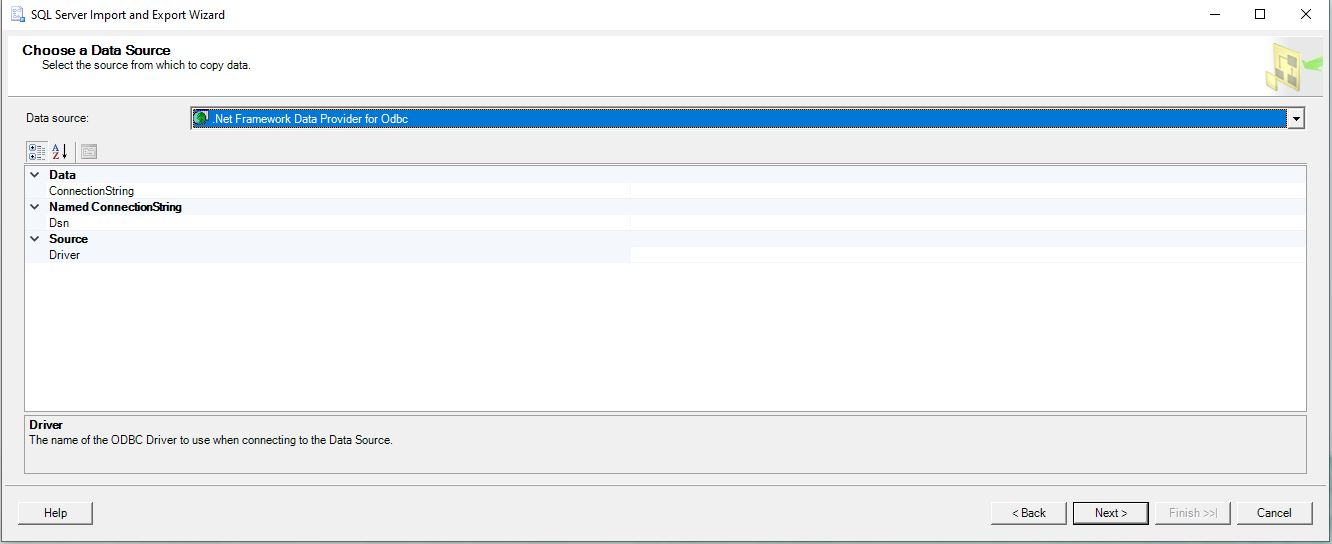 SQL Server Import and Export Wizard
Choose a Data Source
Select the source from which to copy data.
Data source:
.Net Framework Data Provider for Odbc
Data
ConnectionString
Named ConnectionString
Dsn
Source
Driver
Driver
The name of the ODBC Driver to use when connecting to the Data Source.
Help
< Back
Next >
Finish >>|
Cancel